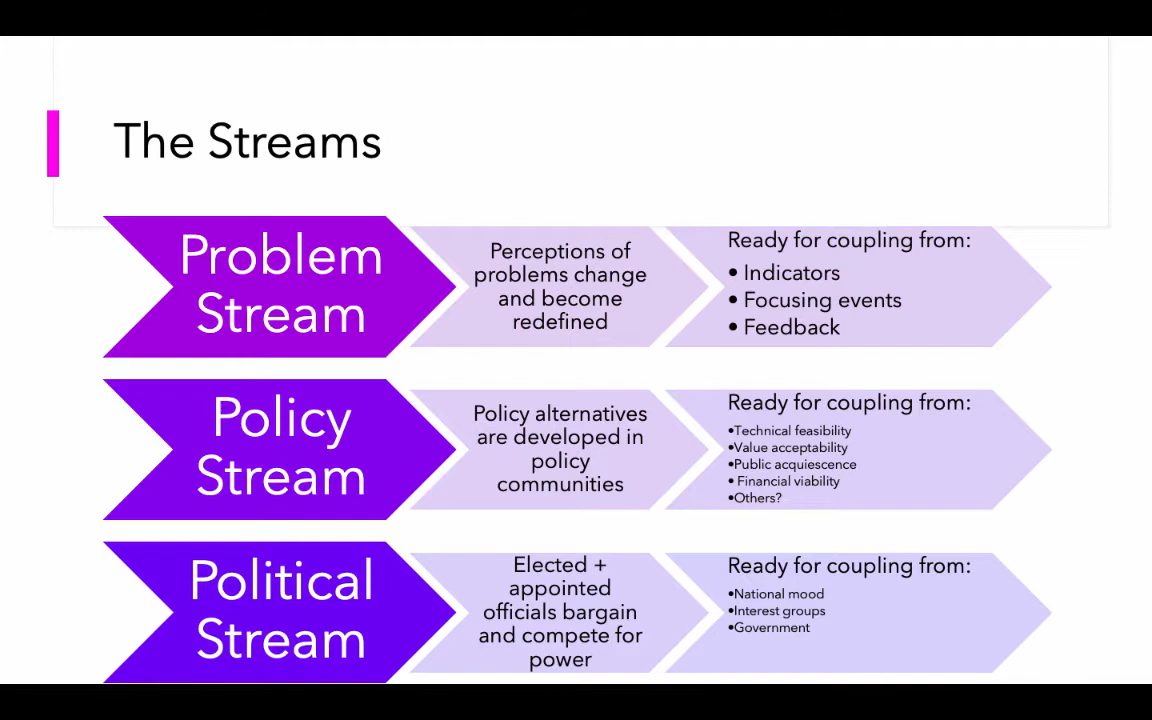 The Streams
Problem
Stream
Perceptions of
problems change
and become
redefined
Ready for coupling from:
• Indicators
• Focusing events
• Feedback
Policy
Stream
Policy alternatives
are developed in
policy
communities
Ready for coupling from:
•Technical feasibility
•Value acceptability
•Public acquiescence
• Financial viability
•Others?
Political
Stream
Elected +
appointed
officials bargain
and compete for
power
Ready for coupling from:
•National mood
•Interest groups
•Government